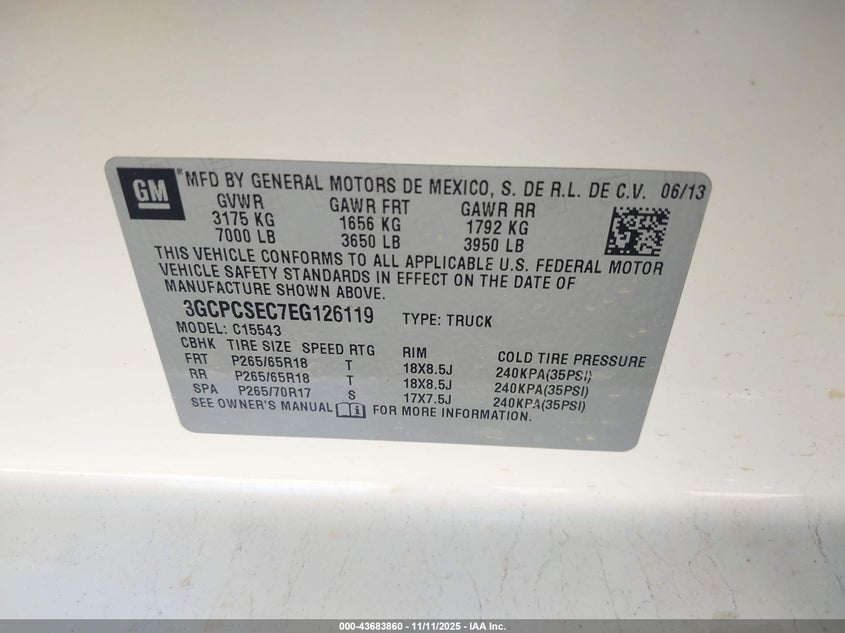 GM ® MFD BY GENERAL MOTORS DE MEXICO, S. DE R.L. DE C.V. 06/13
GVWR GAWR FRT GAWR RR
3175 KG 1656 KG 1792 KG
7000 LB 3650 LB 3950 LB
THIS VEHICLE CONFORMS TO ALL APPLICABLE U.S. FEDERAL MOTOR
VEHICLE SAFETY STANDARDS IN EFFECT ON THE DATE OF
MANUFACTURE SHOWN ABOVE.
3GCPCSEC7EG126119 TYPE: TRUCK
MODEL: C15543
CBHK TIRE SIZE SPEED RTG RIM COLD TIRE PRESSURE
FRT P265/65R18 T 18X8.5J 240KPA(35PSI)
RR P265/65R18 T 18X8.5J 240KPA(35PSI)
SPA P265/70R17 S 17X7.5J 240KPA(35PSI)
SEE OWNER'S MANUAL i FOR MORE INFORMATION.
000-43683860 - 11/11/2025 - IAA Inc.